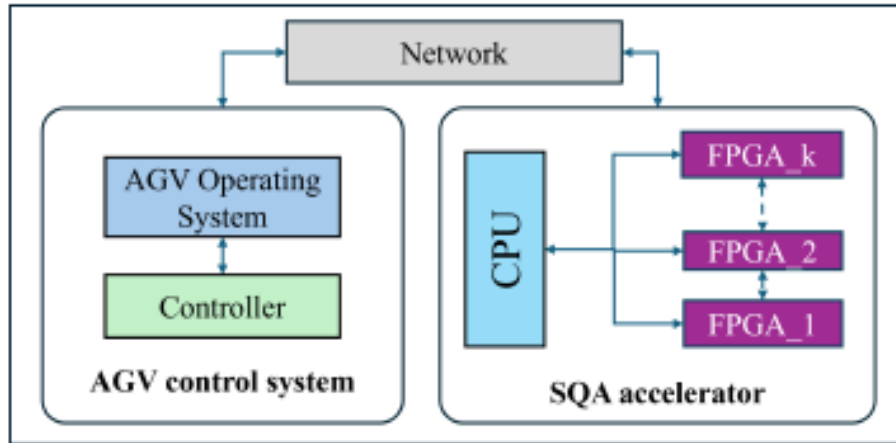 Network
AGV Operating
System
Controller
AGV control system
CPU
FPGA_k
FPGA_2
FPGA_1
SQA accelerator